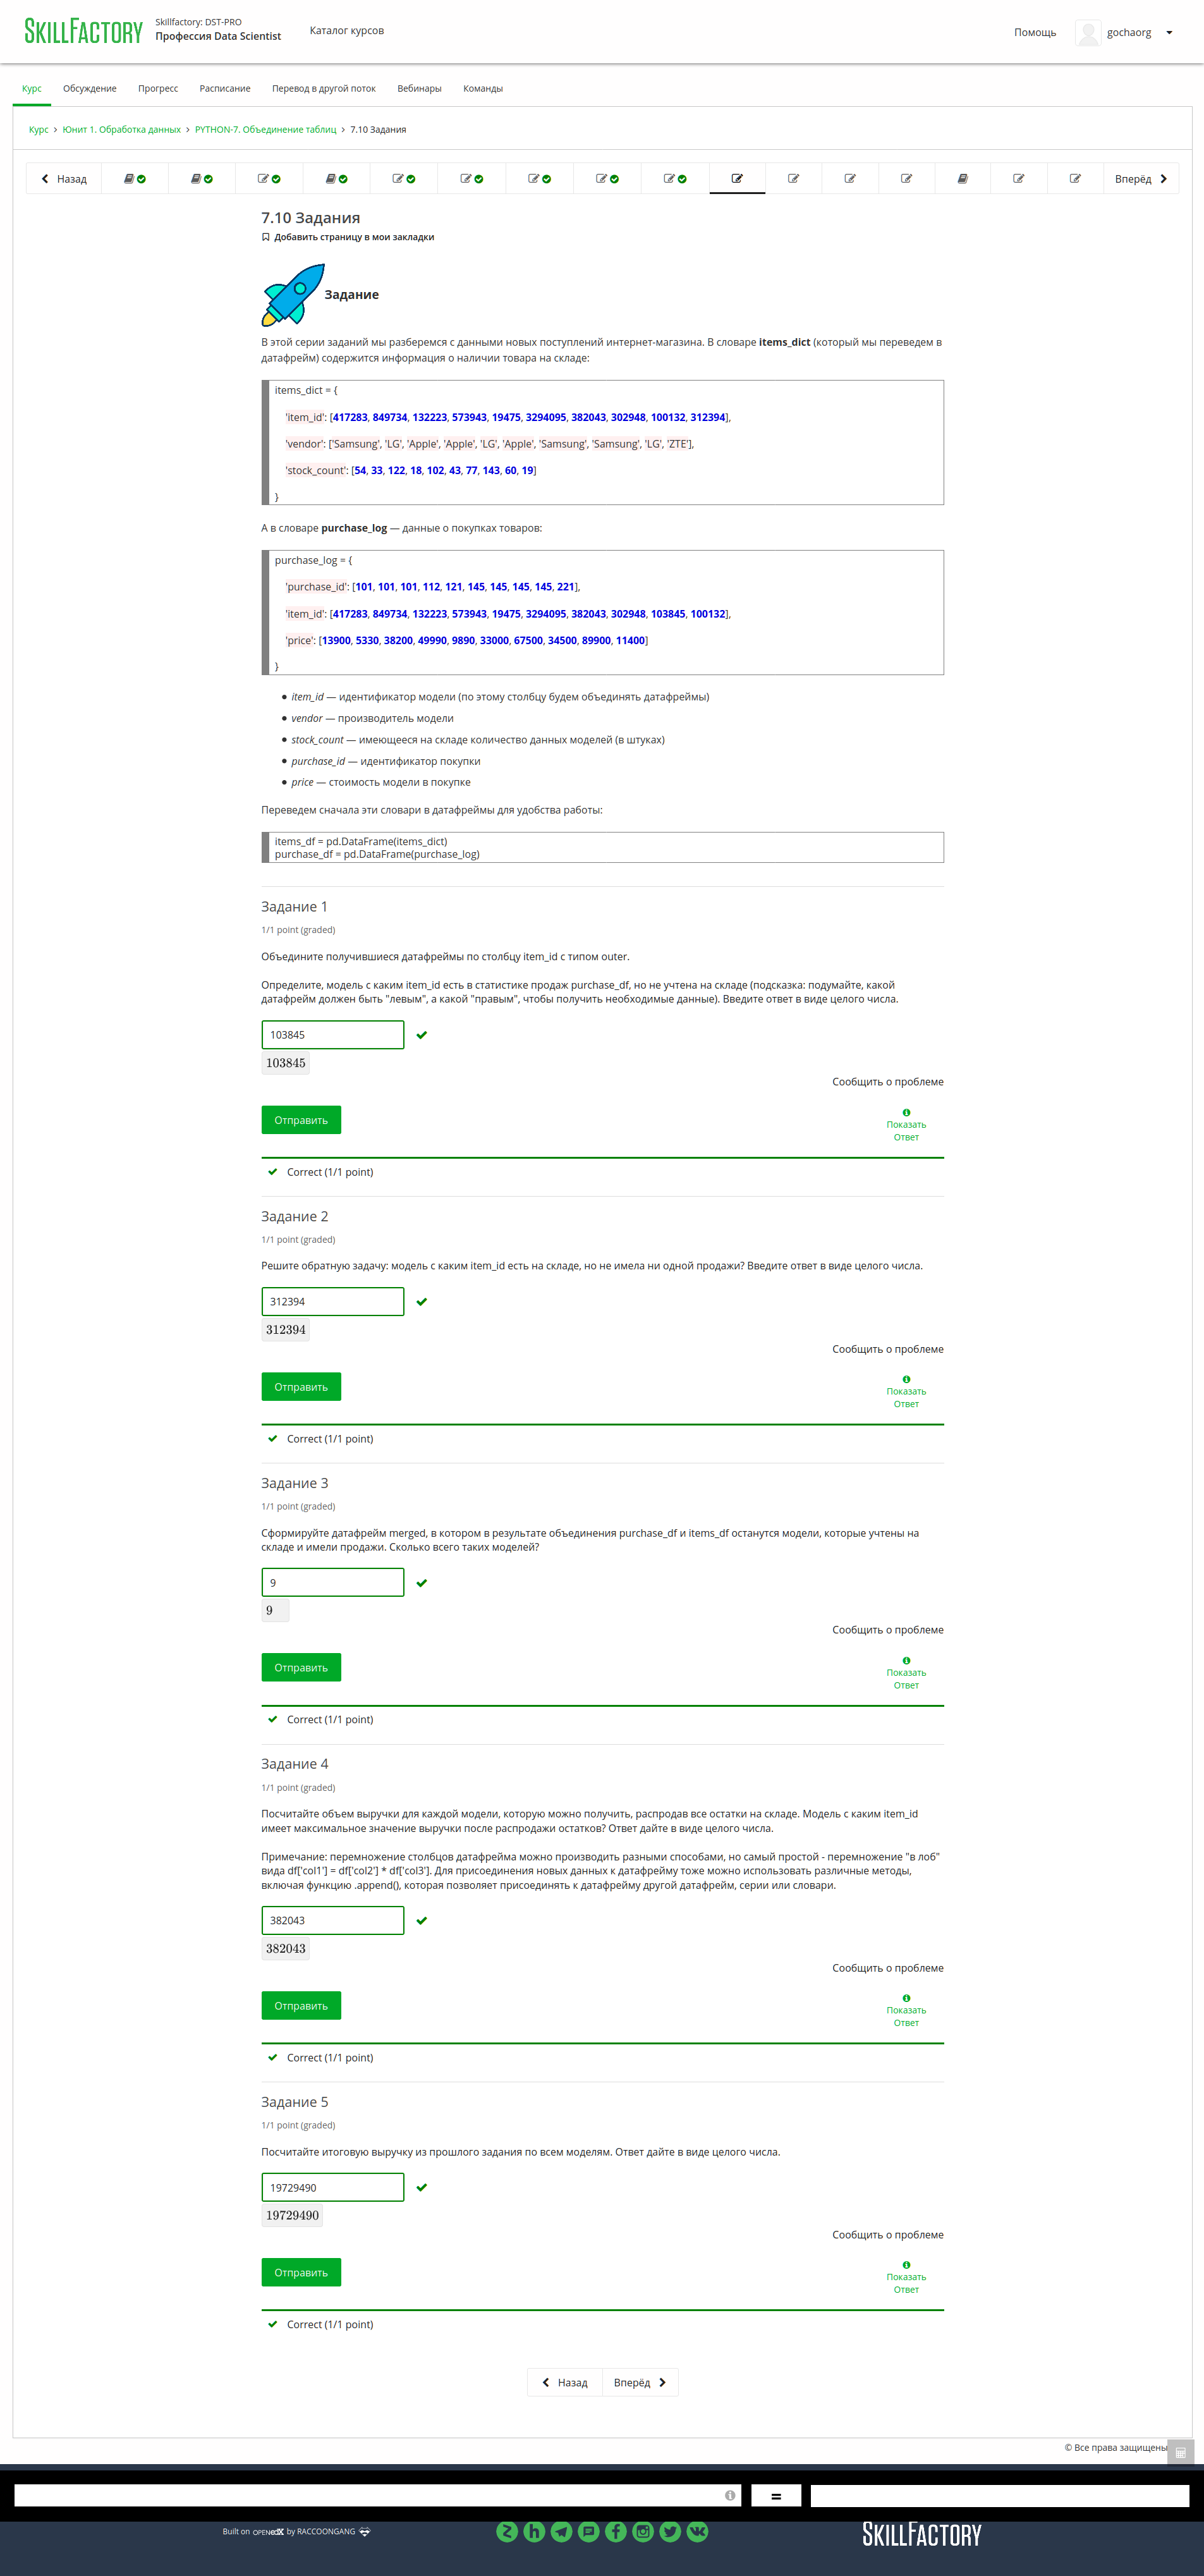 SKILLFACTORY
Skillfactory: DST-PRO
Профессия Data Scientist
Каталог курсов
Помощь
gochaorg
Курс Обсуждение Прогресс Расписание Перевод в другой поток Вебинары Команды
Курс > Юнит 1. Обработка данных > PYTHON-7. Объединение таблиц > 7.10 Задания
Назад
Вперёд
7.10 Задания
Добавить страницу в мои закладки
Задание
В этой серии заданий мы разберемся с данными новых поступлений интернет-магазина. В словаре items_dict (который мы переведем в
датафрейм) содержится информация о наличии товара на складе:
items_dict = {
'item_id': [417283, 849734, 132223, 573943, 19475, 3294095, 382043, 302948, 100132, 312394],
'vendor': ['Samsung', 'LG', 'Apple', 'Apple', 'LG', 'Apple', 'Samsung', 'Samsung', 'LG', 'ZTE'],
'stock_count': [54, 33, 122, 18, 102, 43, 77, 143, 60, 19]
}
А в словаре purchase_log — данные о покупках товаров:
purchase_log = {
'purchase_id': [101, 101, 101, 112, 121, 145, 145, 145, 145, 221],
'item_id': [417283, 849734, 132223, 573943, 19475, 3294095, 382043, 302948, 103845, 100132],
'price': [13900, 5330, 38200, 49990, 9890, 33000, 67500, 34500, 89900, 11400]
}
• item_id — идентификатор модели (по этому столбцу будем объединять датафреймы)
• vendor — производитель модели
• stock_count — имеющееся на складе количество данных моделей (в штуках)
• purchase_id — идентификатор покупки
• price — стоимость модели в покупке
Переведем сначала эти словари в датафреймы для удобства работы:
items_df = pd.DataFrame(items_dict)
purchase_df = pd.DataFrame(purchase_log)
Задание 1
1/1 point (graded)
Объедините получившиеся датафреймы по столбцу item_id с типом outer.
Определите, модель с каким item_id есть в статистике продаж purchase_df, но не учтена на складе (подсказка: подумайте, какой
датафрейм должен быть "левым", а какой "правым", чтобы получить необходимые данные). Введите ответ в виде целого числа.
103845
103845
Сообщить о проблеме
Отправить
Показать
Ответ
Correct (1/1 point)
Задание 2
1/1 point (graded)
Решите обратную задачу: модель с каким item_id есть на складе, но не имела ни одной продажи? Введите ответ в виде целого числа.
312394
312394
Сообщить о проблеме
Отправить
Показать
Ответ
Correct (1/1 point)
Задание 3
1/1 point (graded)
Сформируйте датафрейм merged, в котором в результате объединения purchase_df и items_df останутся модели, которые учтены на
складе и имели продажи. Сколько всего таких моделей?
9
9
Сообщить о проблеме
Отправить
Показать
Ответ
Correct (1/1 point)
Задание 4
1/1 point (graded)
Посчитайте объем выручки для каждой модели, которую можно получить, распродав все остатки на складе. Модель с каким item_id
имеет максимальное значение выручки после распродажи остатков? Ответ дайте в виде целого числа.
Примечание: перемножение столбцов датафрейма можно производить разными способами, но самый простой - перемножение "в лоб"
вида df['col1'] = df['col2'] * df['col3']. Для присоединения новых данных к датафрейму тоже можно использовать различные методы,
включая функцию .append(), которая позволяет присоединять к датафрейму другой датафрейм, серии или словари.
382043
382043
Сообщить о проблеме
Отправить
Показать
Ответ
Correct (1/1 point)
Задание 5
1/1 point (graded)
Посчитайте итоговую выручку из прошлого задания по всем моделям. Ответ дайте в виде целого числа.
19729490
19729490
Сообщить о проблеме
Отправить
Показать
Ответ
Correct (1/1 point)
Назад
Вперёд
© Все права защищены
=
Built on OPEN edX by RACCOONGANG
SKILLFACTORY